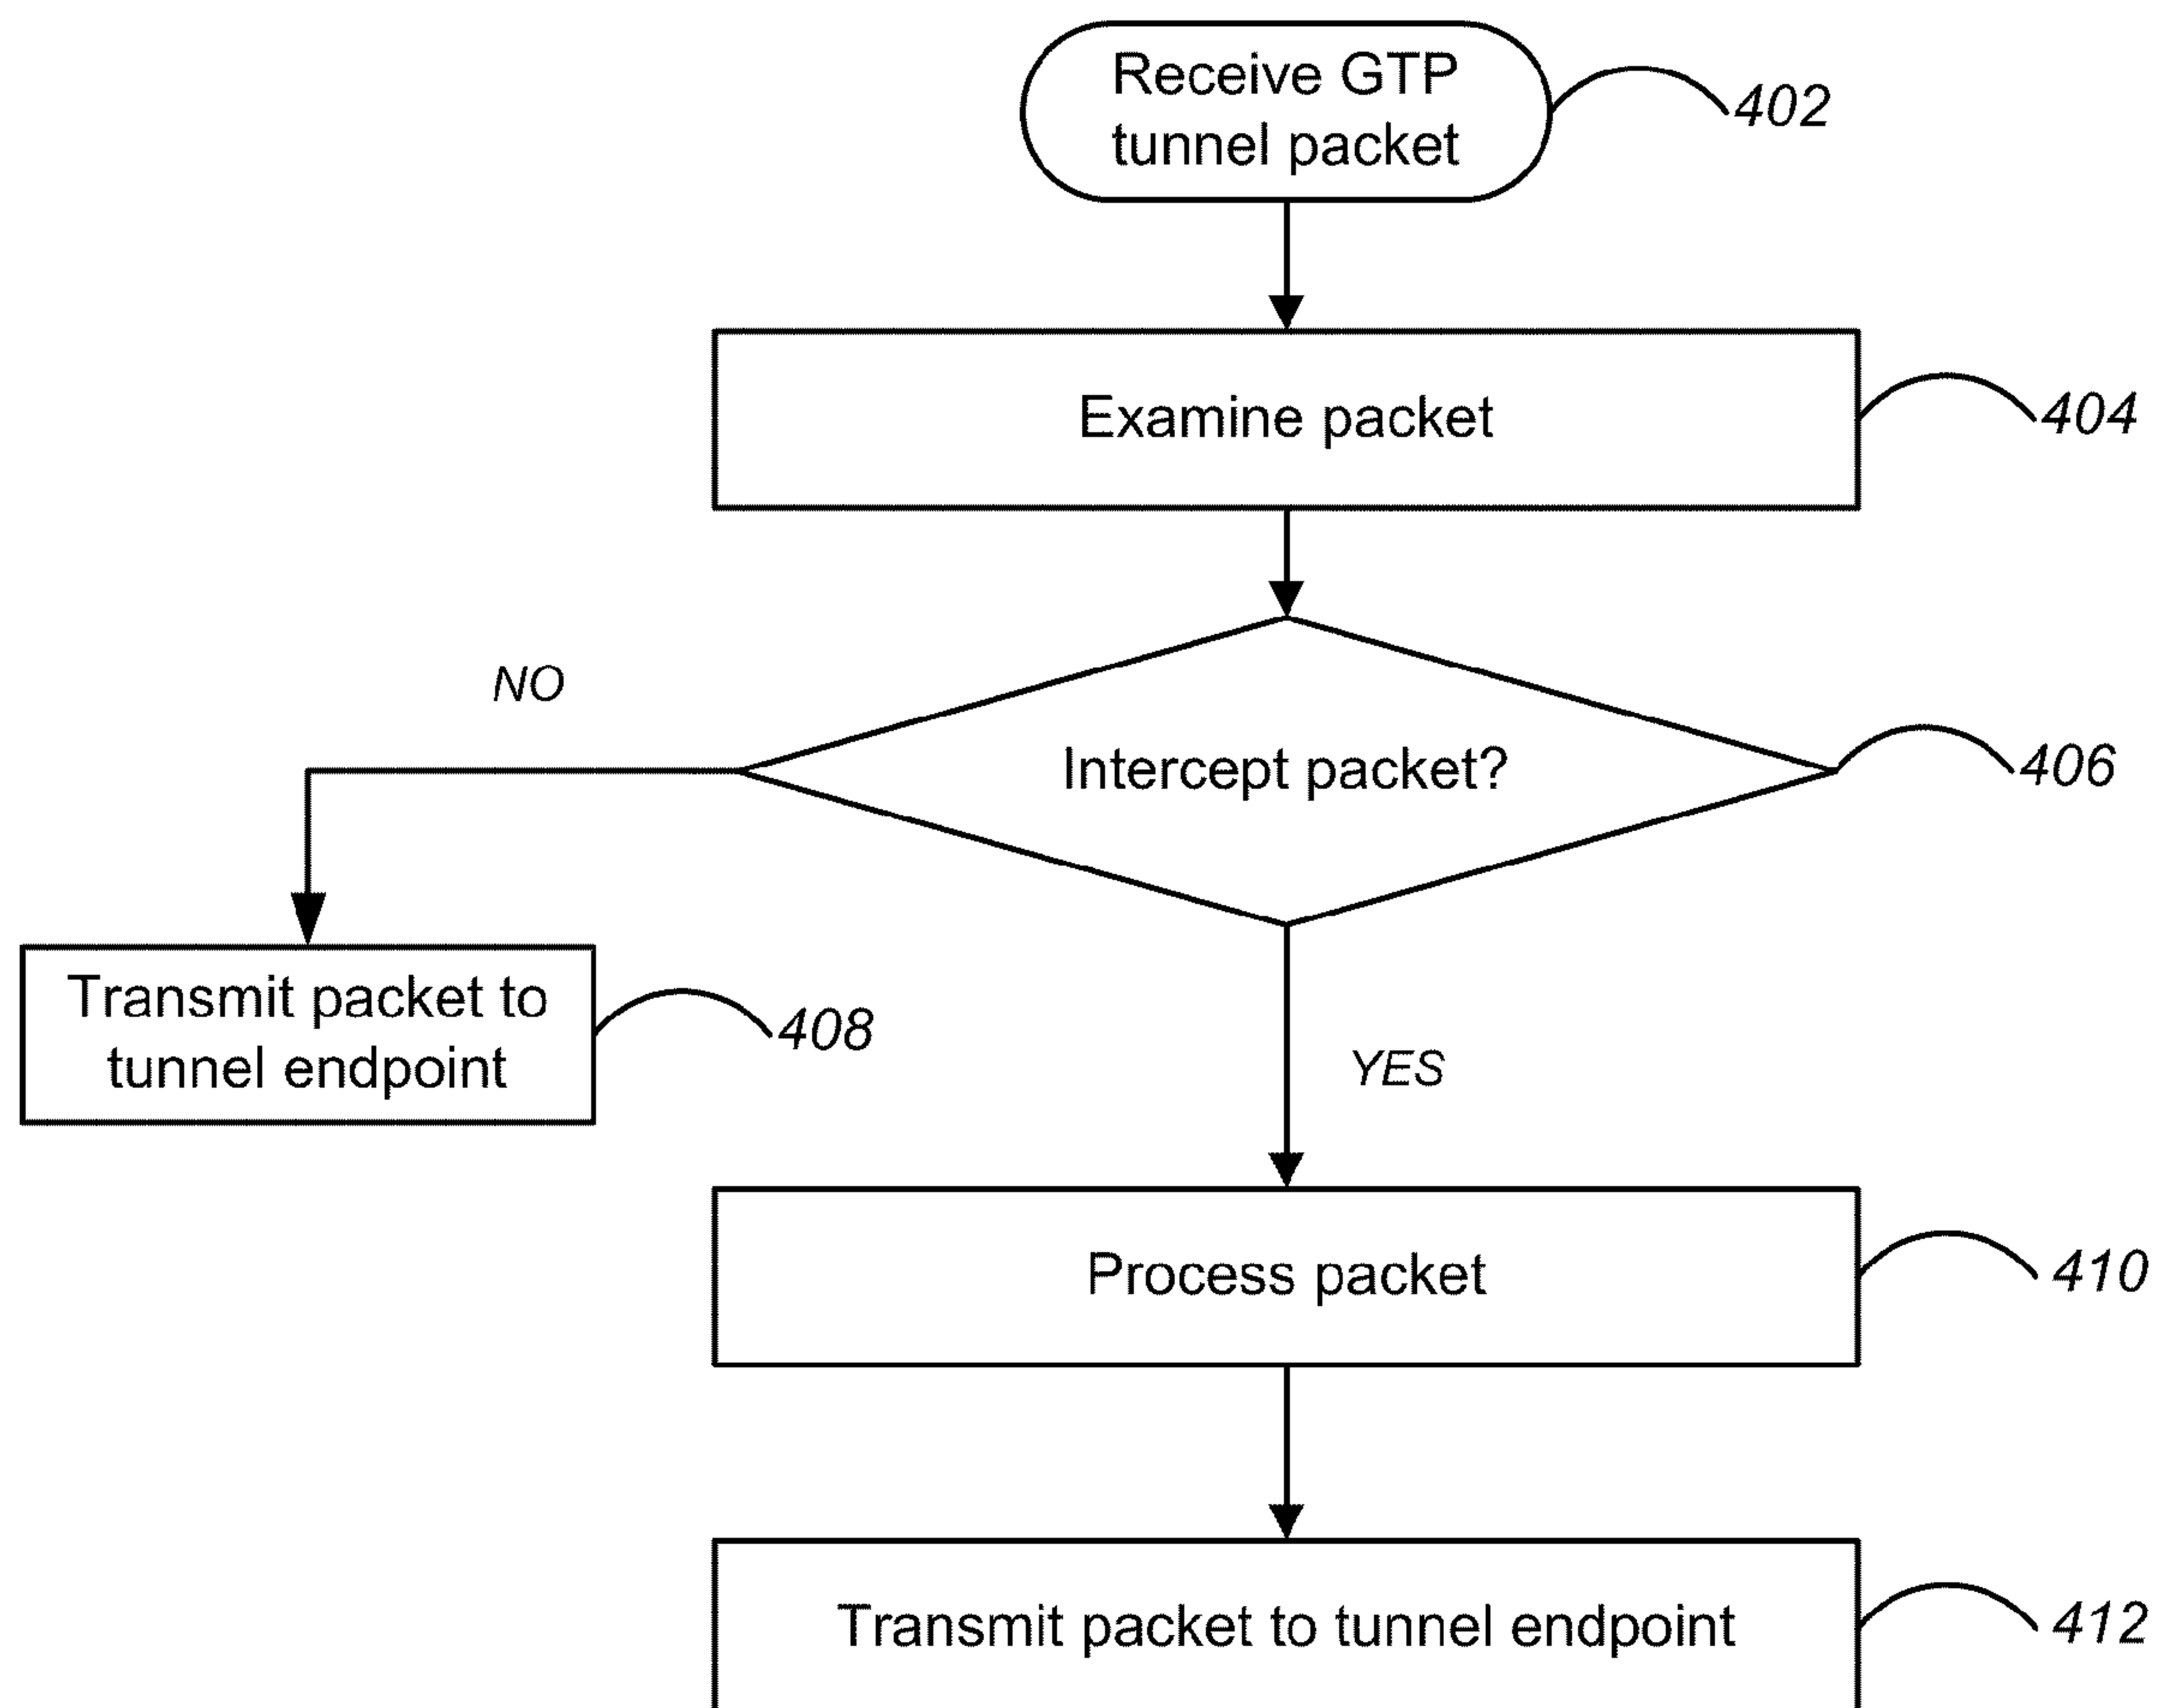 Receive GTP
tunnel packet
402
Examine packet
404
NO
Intercept packet?
406
Transmit packet to
tunnel endpoint
408
YES
Process packet
410
Transmit packet to tunnel endpoint
412